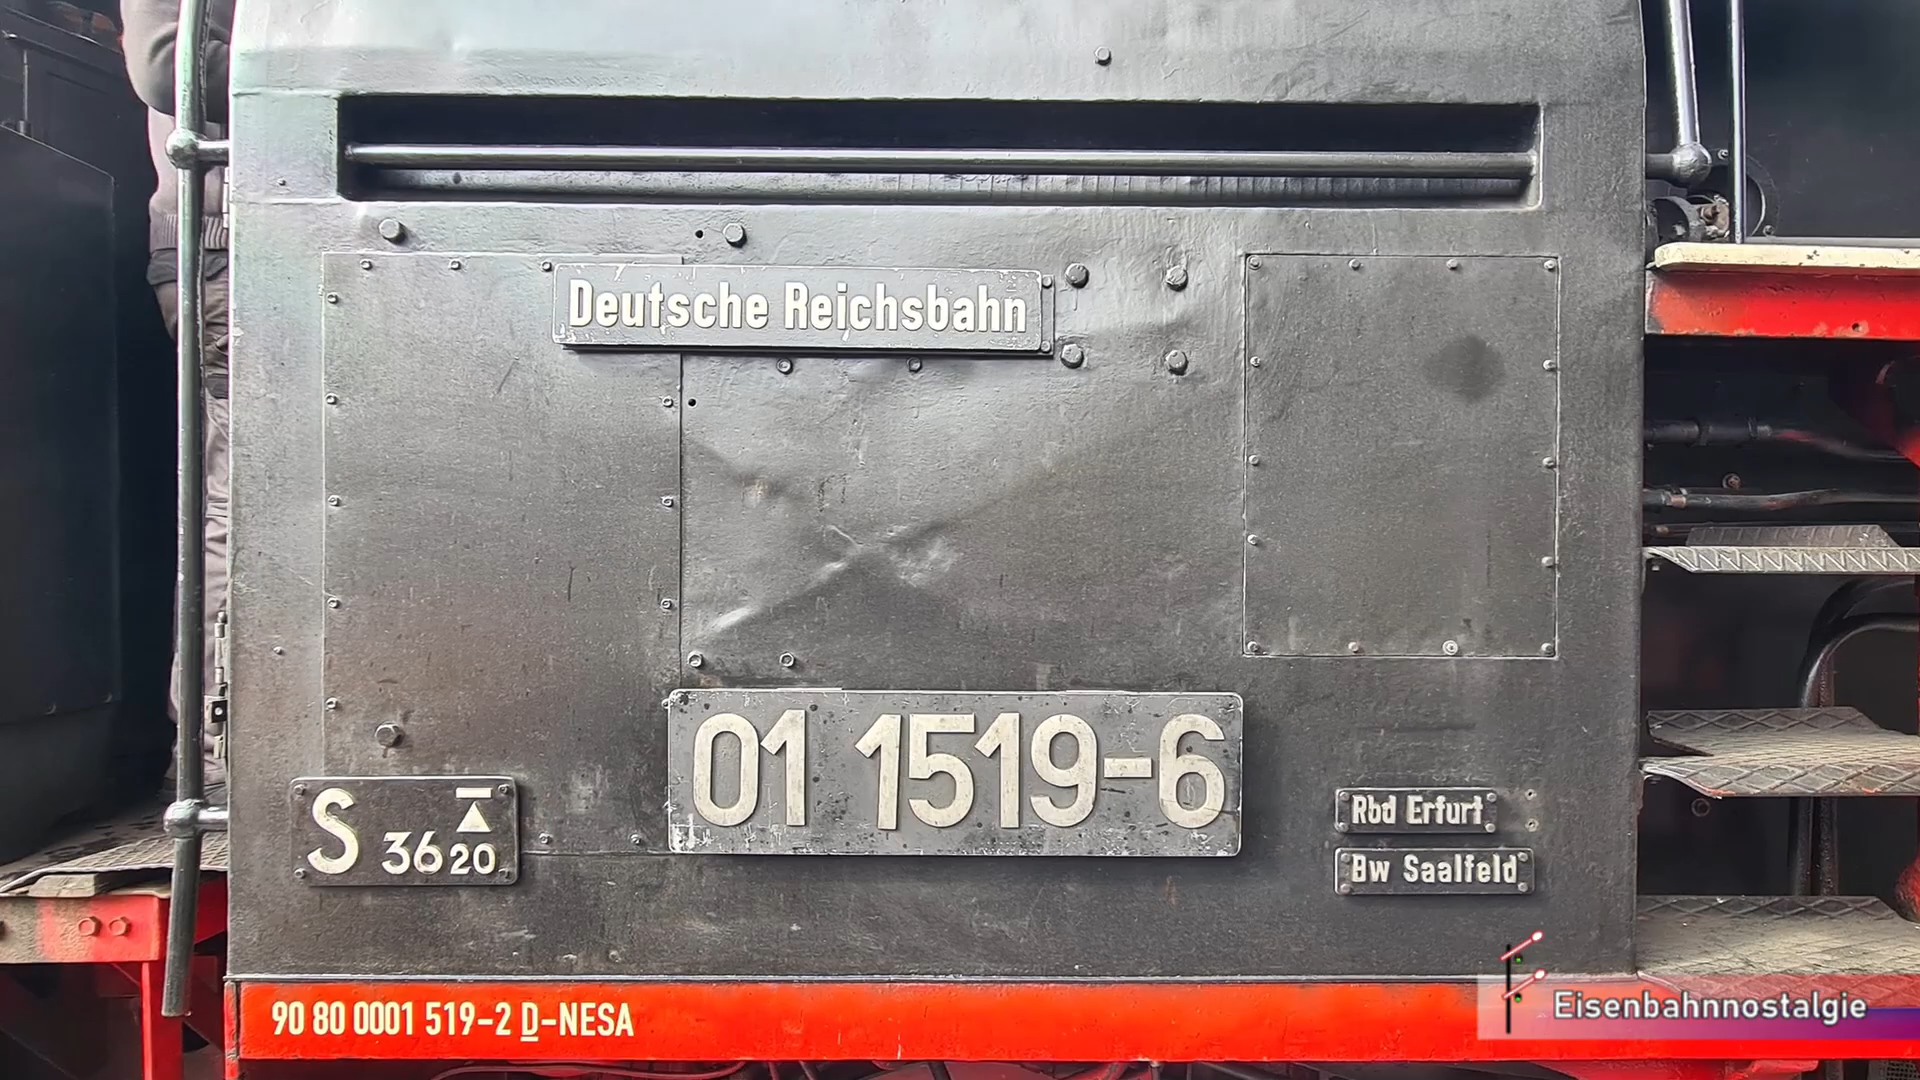 Deutsche Reichsbahn
01 1519-6
S 36 20
Rbd Erfurt
Bw Saalfeld
90 80 0001 519-2 D-NESA
Eisenbahnnostalgie